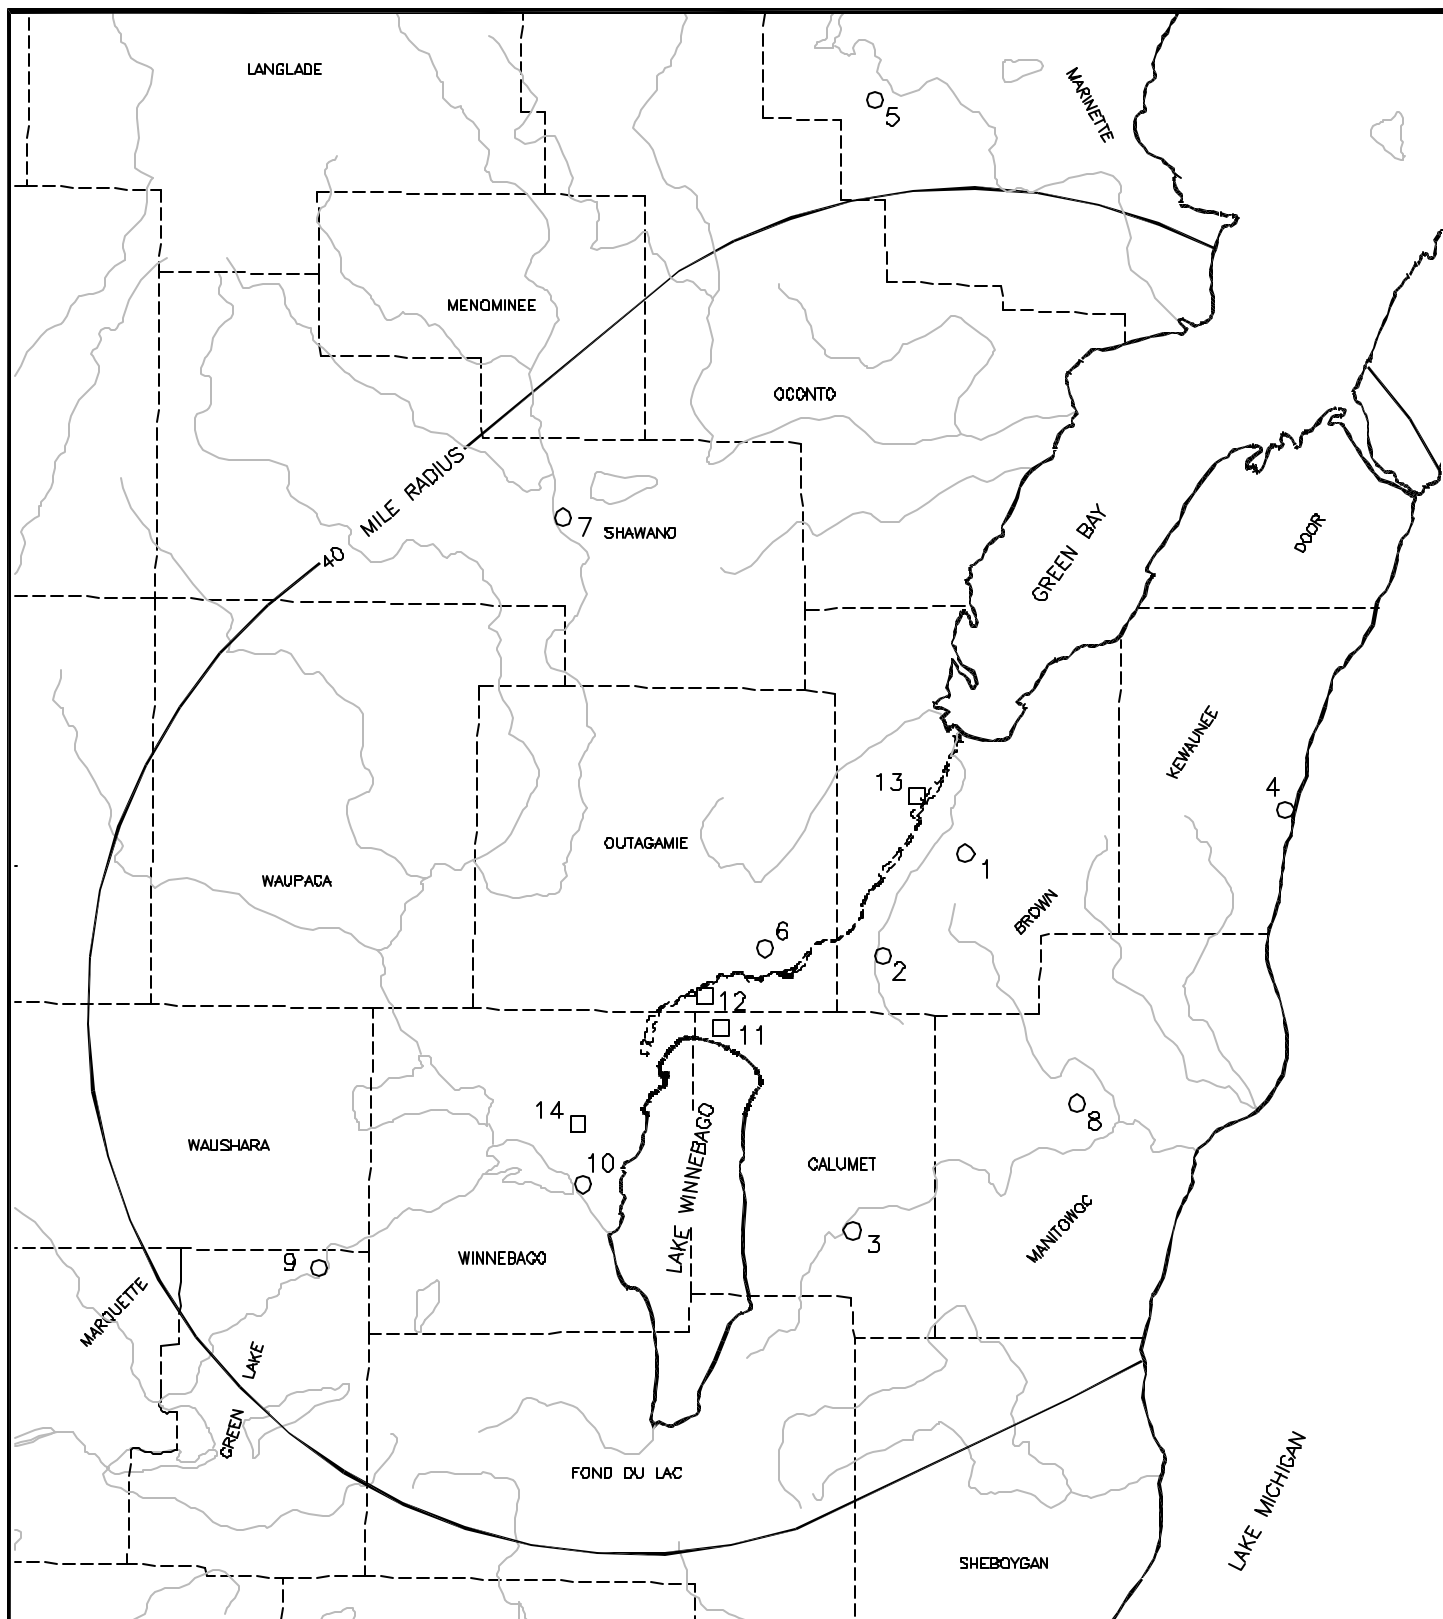 LANGLADE
MARINETTE
5
MENOMINEE
OCONTO
40 MILE RADIUS
7
SHAWANO
GREEN BAY
DOOR
KEWAUNEE
13
4
OUTAGAMIE
1
WAUPACA
BROWN
6
2
12
11
14
8
WAUSHARA
LAKE WINNEBAGO
CALUMET
10
MANITOWOC
3
WINNEBAGO
9
MARQUETTE
GREEN LAKE
FOND DU LAC
LAKE MICHIGAN
SHEBOYGAN